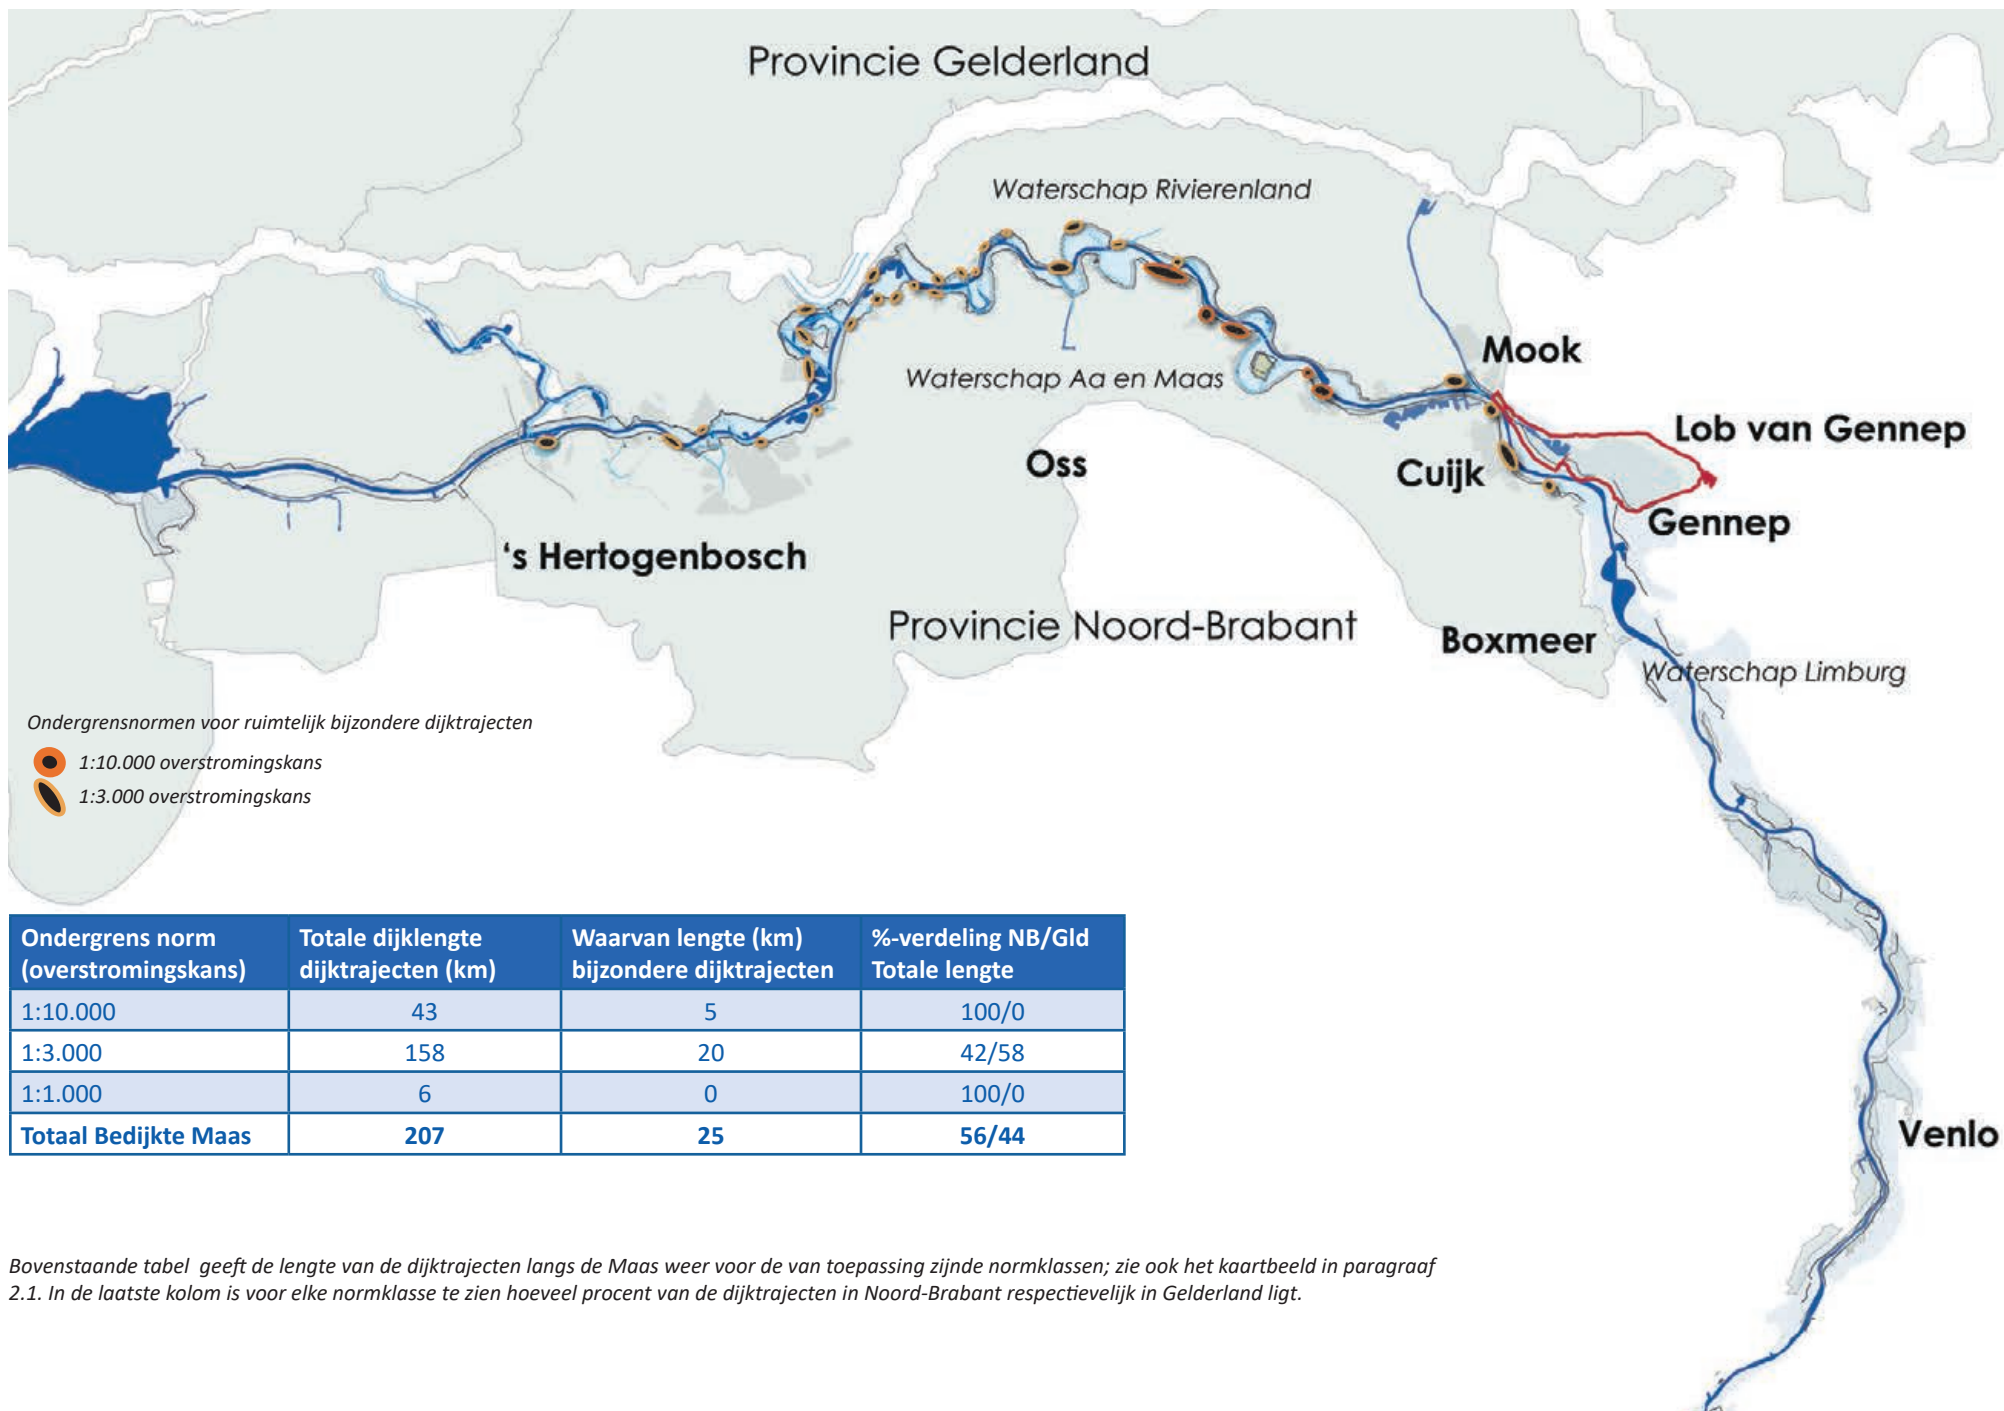 Provincie Gelderland
Waterschap Rivierenland
Mook
Waterschap Aa en Maas
Lob van Gennep
Oss
Cuijk
Gennep
's Hertogenbosch
Provincie Noord-Brabant
Boxmeer
Waterschap Limburg
Ondergrensnormen voor ruimtelijk bijzondere dijktrajecten
1:10.000 overstromingskans
1:3.000 overstromingskans
Ondergrens norm (overstromingskans) Totale dijklengte dijktrajecten (km) Waarvan lengte (km) bijzondere dijktrajecten %-verdeling NB/Gld Totale lengte
1:10.000 43 5 100/0
1:3.000 158 20 42/58
1:1.000 6 0 100/0
Totaal Bedijkte Maas 207 25 56/44
Venlo
Bovenstaande tabel geeft de lengte van de dijktrajecten langs de Maas weer voor de van toepassing zijnde normklassen; zie ook het kaartbeeld in paragraaf
2.1. In de laatste kolom is voor elke normklasse te zien hoeveel procent van de dijktrajecten in Noord-Brabant respectievelijk in Gelderland ligt.